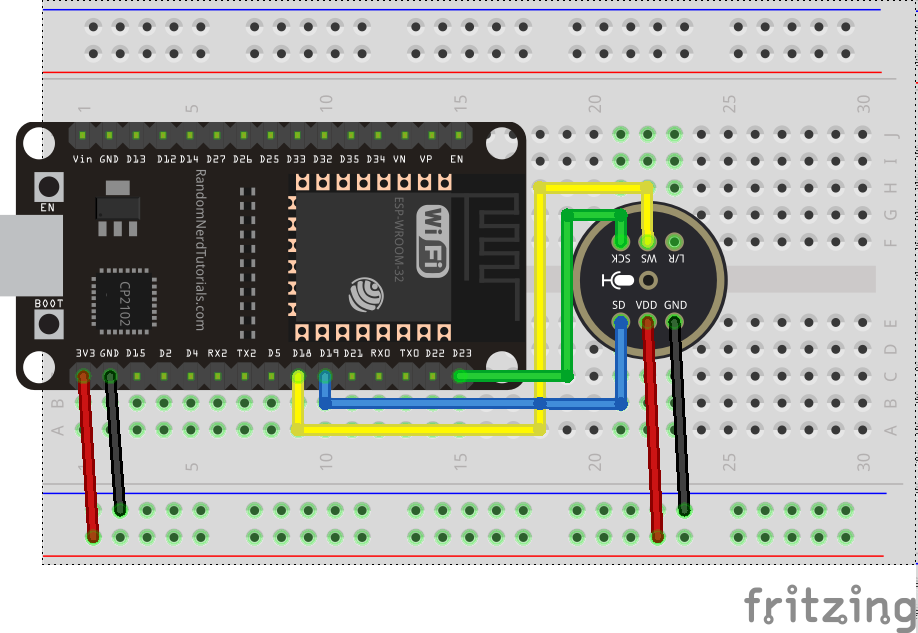 1 5 10 15 20 25 30
J
I
H
G
F
Vin GND D13 D12 D14 D27 D26 D25 D33 D32 D35 D34 VN VP EN
EN
RandomNerdTutorials.com
ESP-WROOM-32
WiFi
CP2102
BOOT
SCK WS L/R
SD VDD GND
3V3 GND D15 D2 D4 RX2 TX2 D5 D18 D19 D21 RX0 TX0 D22 D23
E
D
C
B B
A A
1 5 10 15 20 25 30
fritzing